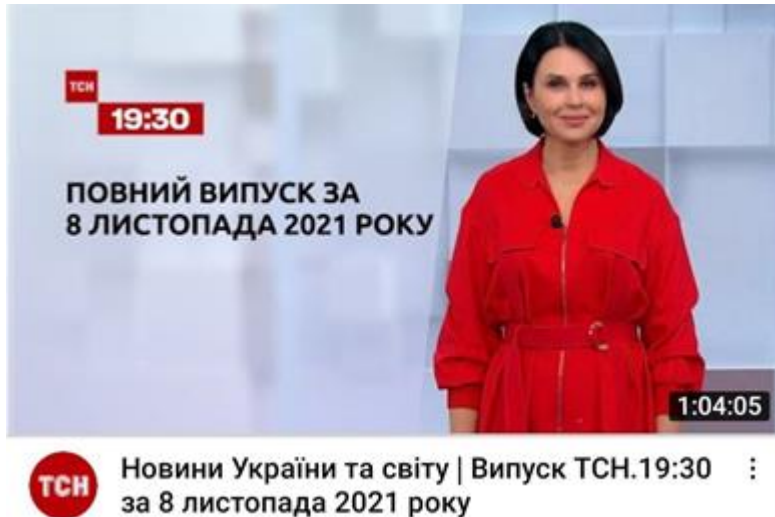 ТСН
19:30
ПОВНИЙ ВИПУСК ЗА
8 ЛИСТОПАДА 2021 РОКУ
1:04:05
ТСН
Новини України та світу | Випуск ТСН.19:30
за 8 листопада 2021 року